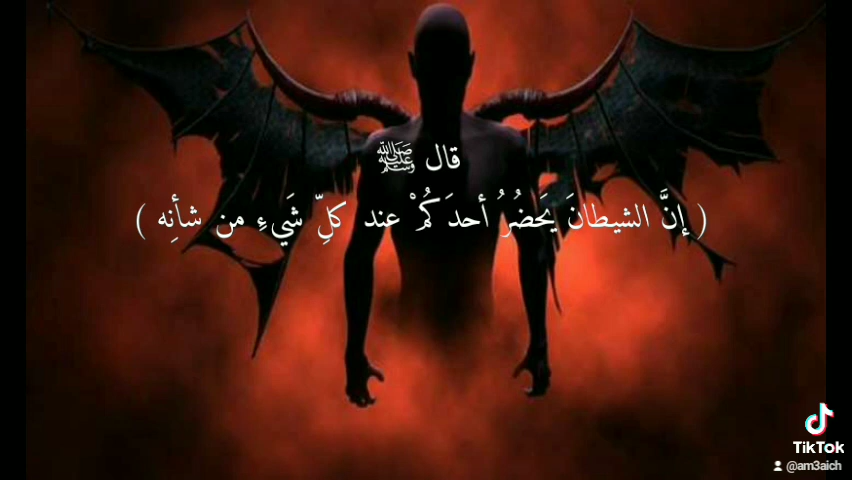 قال ﷺ
( إنَّ الشيطانَ يَحضُرُ أحدَكُمْ عند كلِّ شَيءٍ من شأنِه )
TikTok
@am3aich